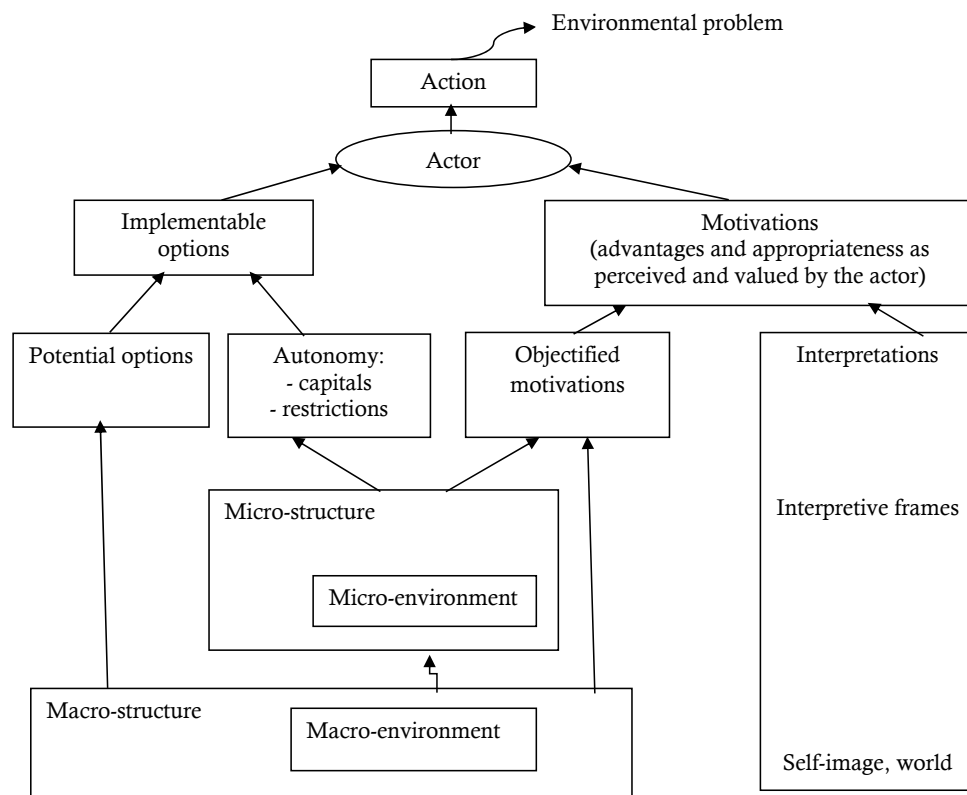 Environmental problem
Action
Actor
Implementable
options
Motivations
(advantages and appropriateness as
perceived and valued by the actor)
Potential options
Autonomy:
- capitals
- restrictions
Objectified
motivations
Interpretations
Micro-structure
Interpretive frames
Micro-environment
Macro-structure
Macro-environment
Self-image, world